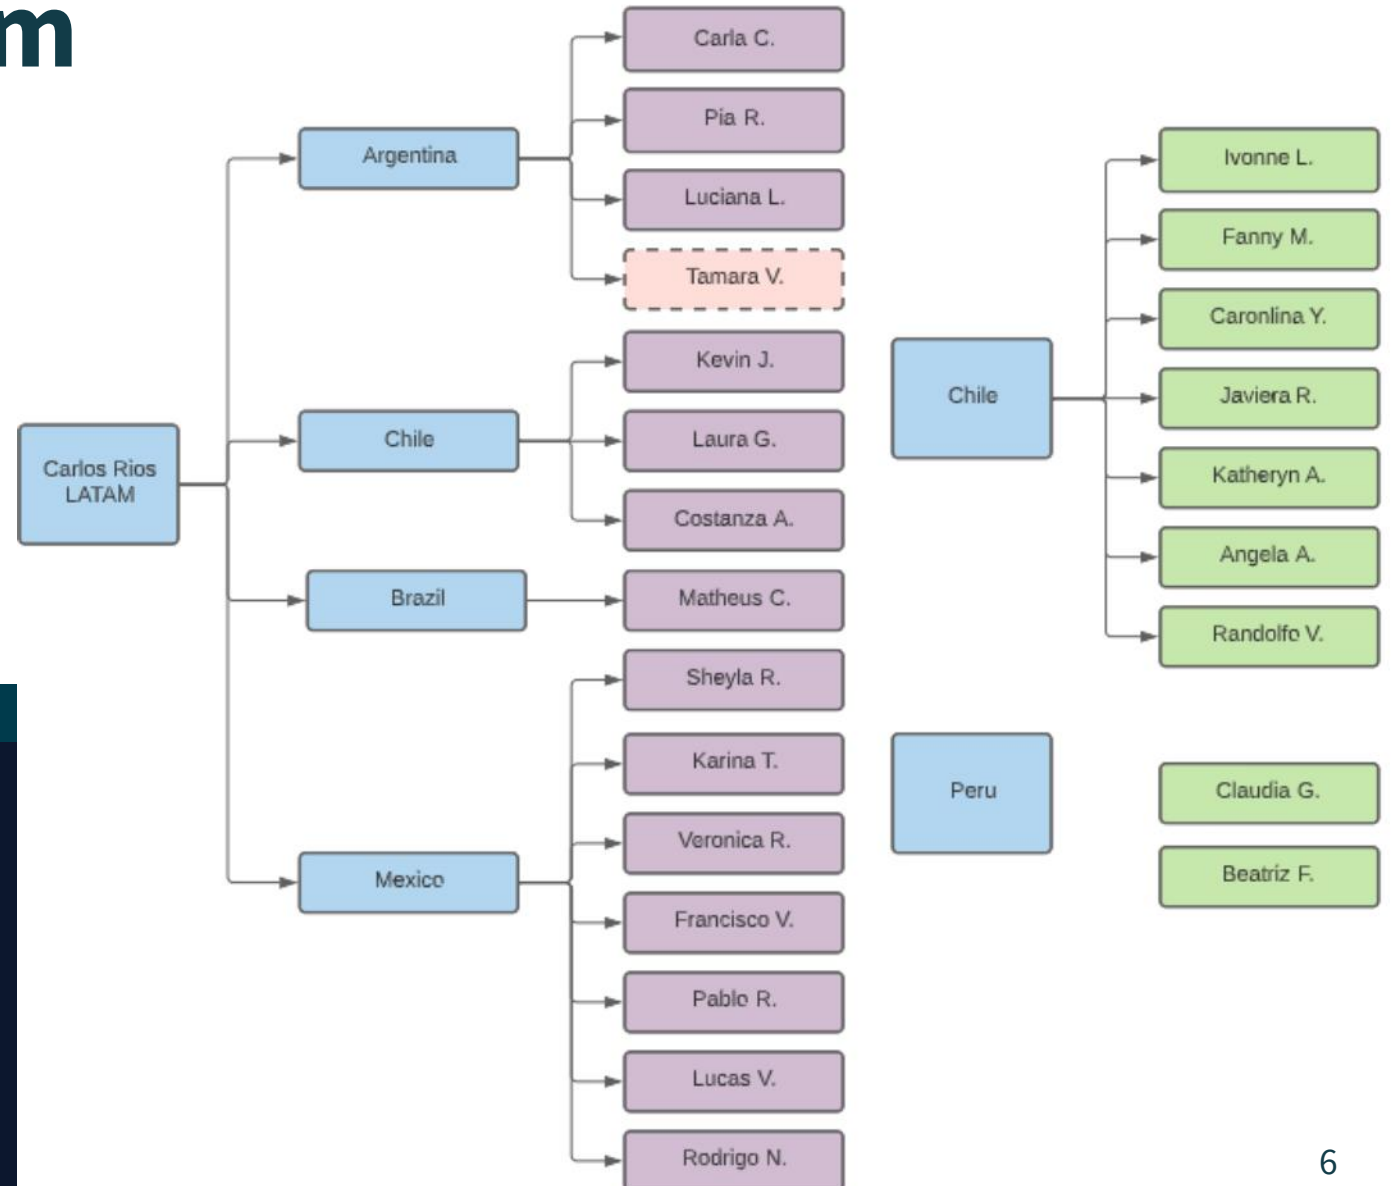 m
Carla C.
Pia R.
Argentina
Luciana L.
Tamara V.
Kevin J.
Chile
Laura G.
Costanza A.
Carlos Rios
LATAM
Brazil
Matheus C.
Sheyla R.
Karina T.
Veronica R.
Mexico
Francisco V.
Pablo R.
Lucas V.
Rodrigo N.
Chile
Ivonne L.
Fanny M.
Caronlina Y.
Javiera R.
Katheryn A.
Angela A.
Randolfo V.
Peru
Claudia G.
Beatriz F.
6